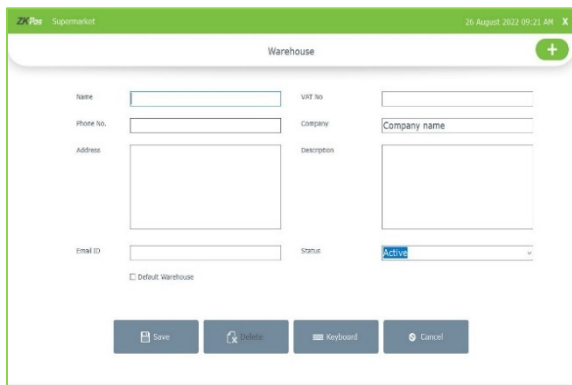 ZKPos Supermarket 26 August 2022 09:21 AM X
Warehouse +
Name VAT No
Phone No. Company Company name
Address Description
Email ID Status Active
Default Warehouse
Save Delete Keyboard Cancel